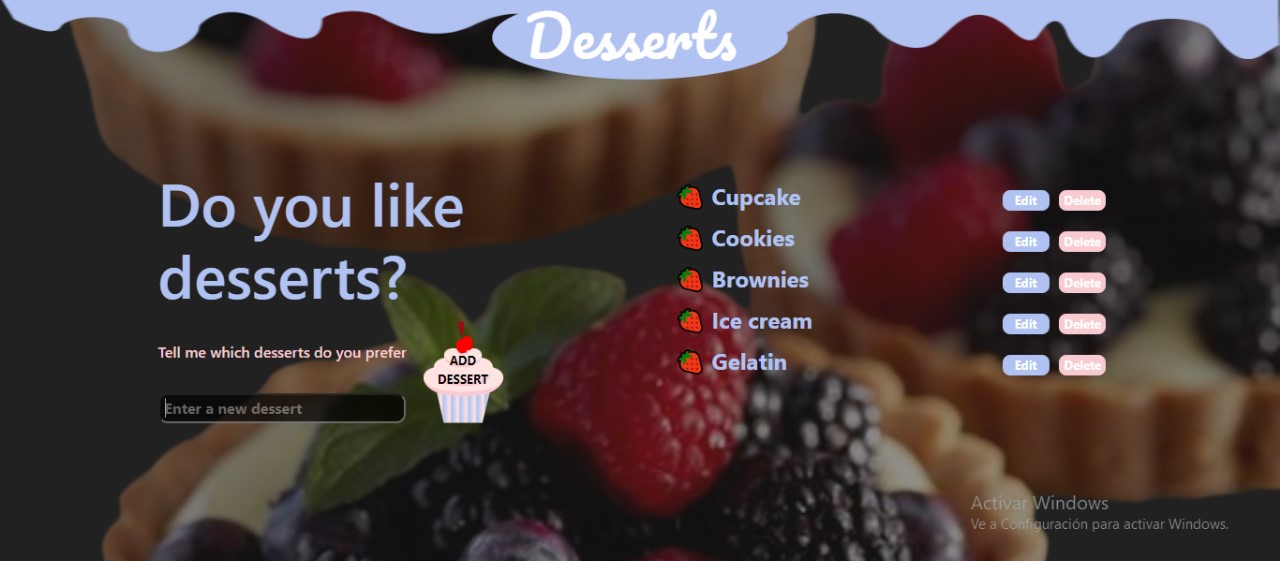 Desserts
Do you like
desserts?
Tell me which desserts do you prefer
Enter a new dessert
ADD
DESSERT
Cupcake Edit Delete
Cookies Edit Delete
Brownies Edit Delete
Ice cream Edit Delete
Gelatin Edit Delete
Activar Windows
Ve a Configuración para activar Windows.